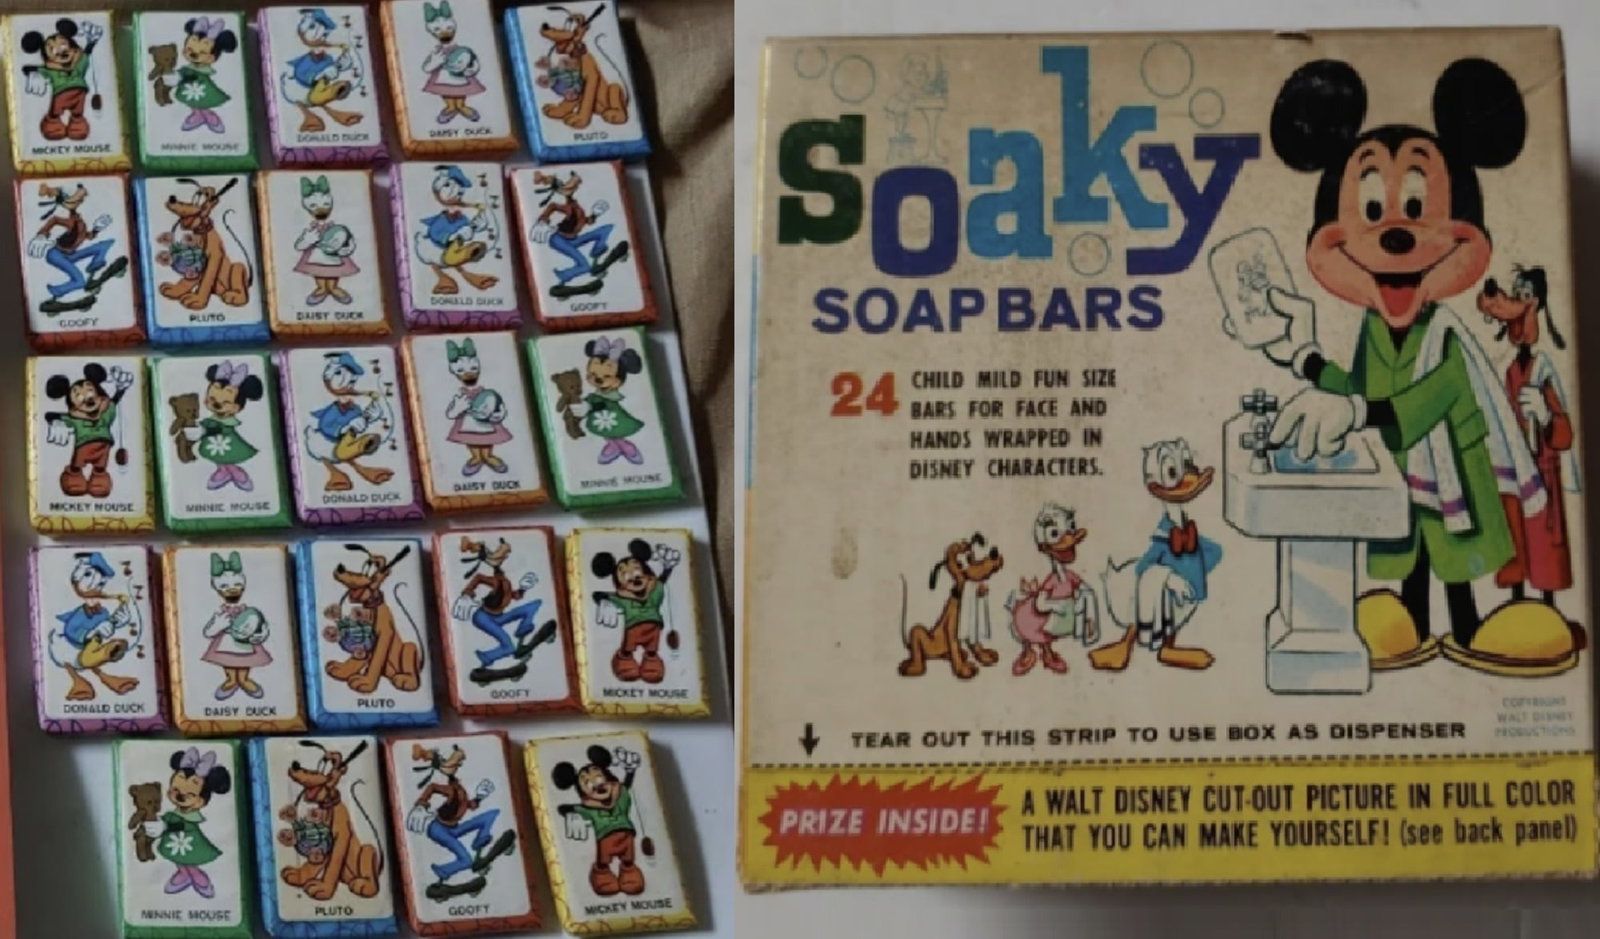 MICKEY MOUSE
MINNIE MOUSE
DONALD DUCK
DAISY DUCK
PLUTO
GOOFY
PLUTO
DAISY DUCK
DONALD DUCK
GOOFY
MICKEY MOUSE
MINNIE MOUSE
DONALD DUCK
DAISY DUCK
MINNIE MOUSE
DONALD DUCK
DAISY DUCK
PLUTO
GOOFY
MICKEY MOUSE
MINNIE MOUSE
PLUTO
GOOFY
MICKEY MOUSE
Soaky
SOAP BARS
24 CHILD MILD FUN SIZE
BARS FOR FACE AND
HANDS WRAPPED IN
DISNEY CHARACTERS.
COPYRIGHT
WALT DISNEY
PRODUCTIONS
TEAR OUT THIS STRIP TO USE BOX AS DISPENSER
PRIZE INSIDE!
A WALT DISNEY CUT-OUT PICTURE IN FULL COLOR
THAT YOU CAN MAKE YOURSELF! (see back panel)